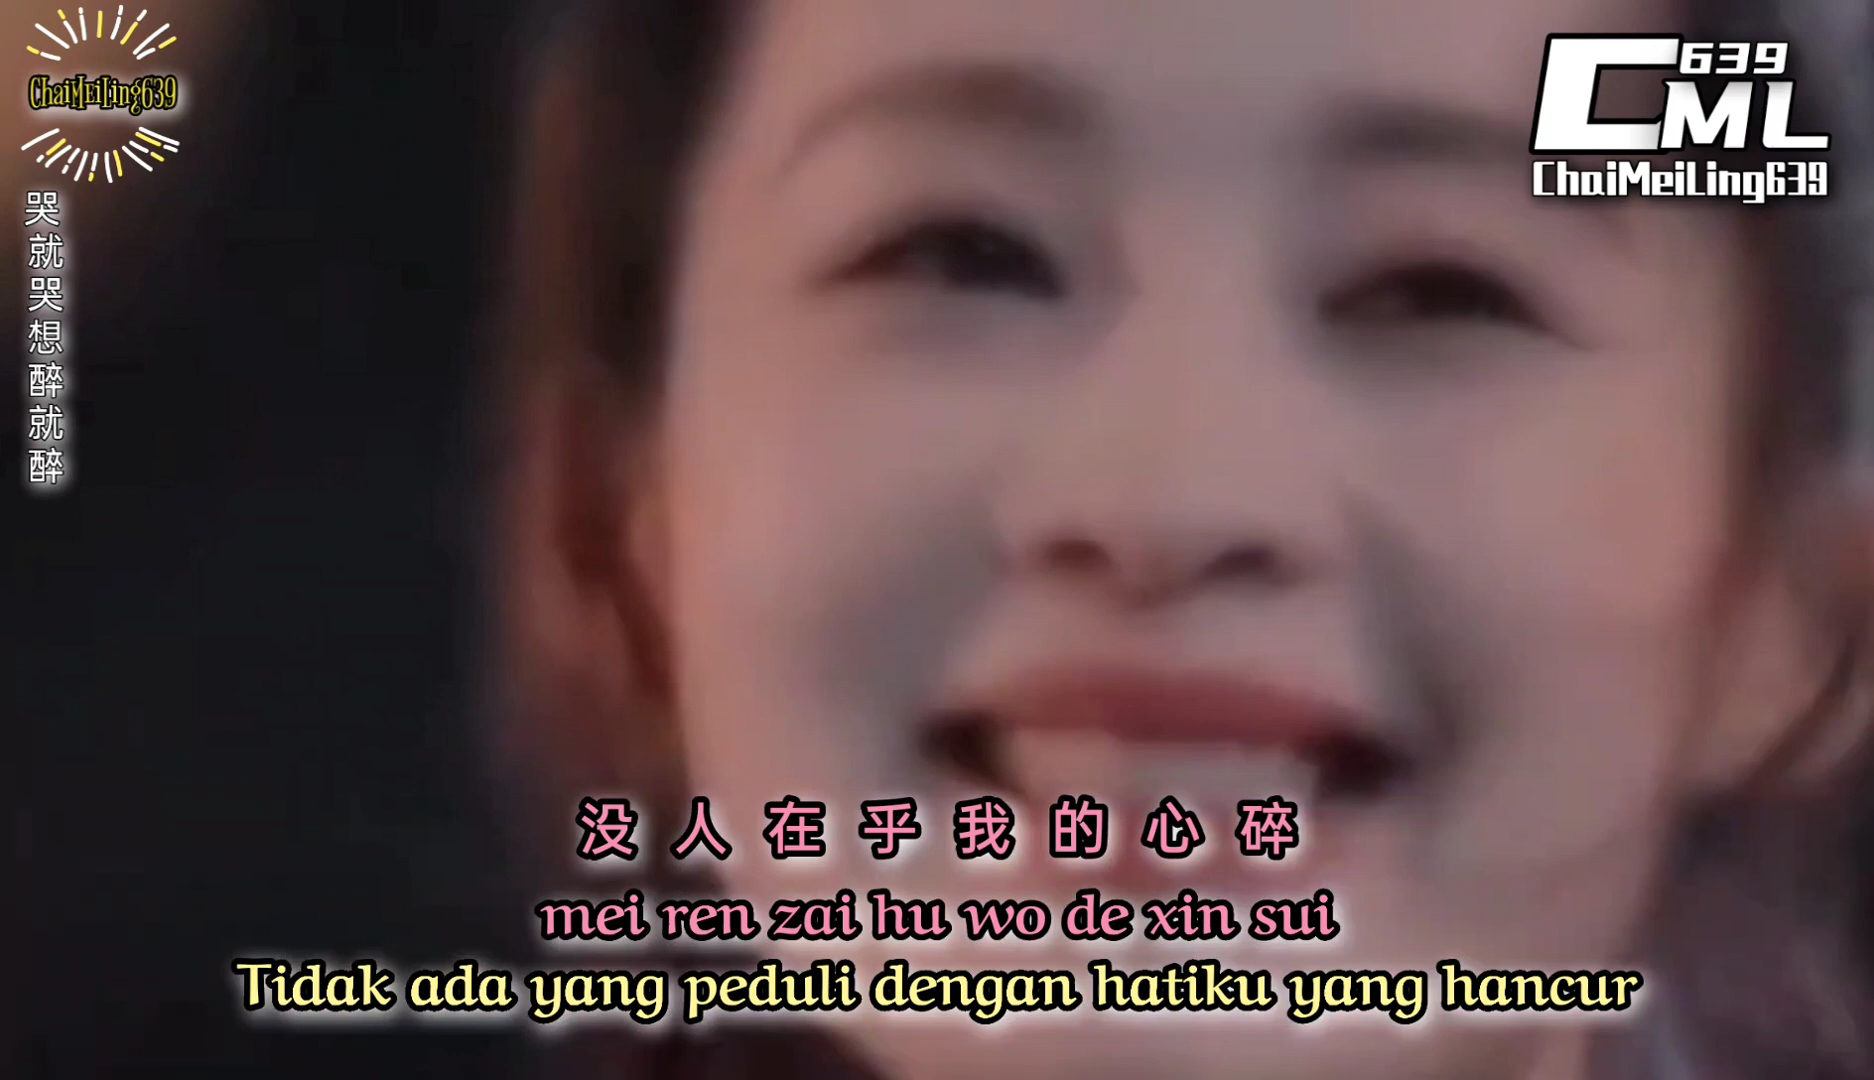 ChaiMEiLing639
639
CML
ChaiMeiLing639
哭就哭想醉就醉
没人在乎我的心碎
mei ren zai hu wo de xin sui
Tidak ada yang peduli dengan hatiku yang hancur